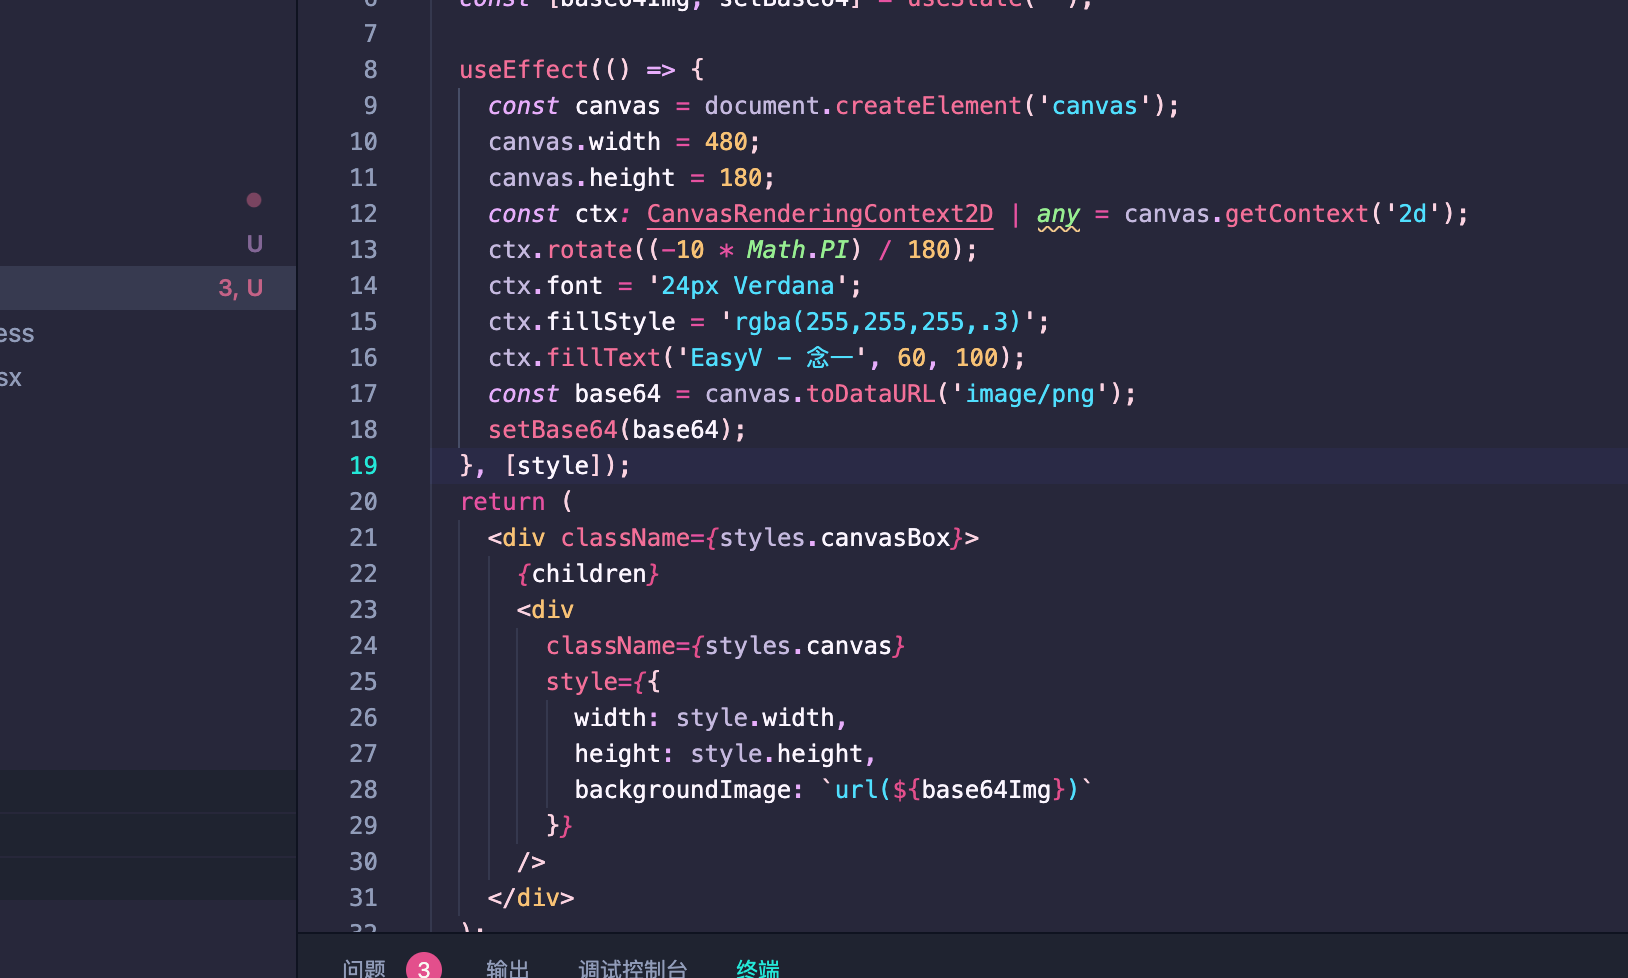 const [base64Img, setBase64] = useState('');
7
8 useEffect(() => {
9 const canvas = document.createElement('canvas');
10 canvas.width = 480;
11 canvas.height = 180;
12 const ctx: CanvasRenderingContext2D | any = canvas.getContext('2d');
13 ctx.rotate((-10 * Math.PI) / 180);
14 ctx.font = '24px Verdana';
15 ctx.fillStyle = 'rgba(255,255,255,.3)';
16 ctx.fillText('EasyV - 念一', 60, 100);
17 const base64 = canvas.toDataURL('image/png');
18 setBase64(base64);
19 }, [style]);
20 return (
21 <div className={styles.canvasBox}>
22 {children}
23 <div
24 className={styles.canvas}
25 style={{
26 width: style.width,
27 height: style.height,
28 backgroundImage: `url(${base64Img})`
29 }}
30 />
31 </div>
32 );
U
3, U
ess
sx
问题 3 输出 调试控制台 终端